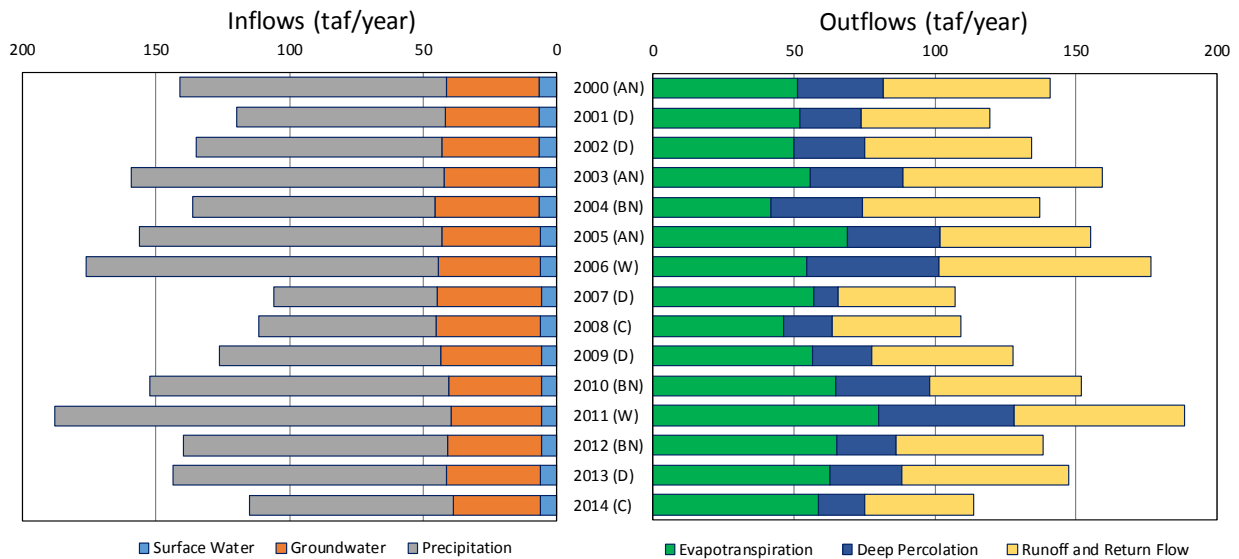 Inflows (taf/year) Outflows (taf/year)
200 150 100 50 0 0 50 100 150 200
2000 (AN)
2001 (D)
2002 (D)
2003 (AN)
2004 (BN)
2005 (AN)
2006 (W)
2007 (D)
2008 (C)
2009 (D)
2010 (BN)
2011 (W)
2012 (BN)
2013 (D)
2014 (C)
Surface Water Groundwater Precipitation Evapotranspiration Deep Percolation Runoff and Return Flow